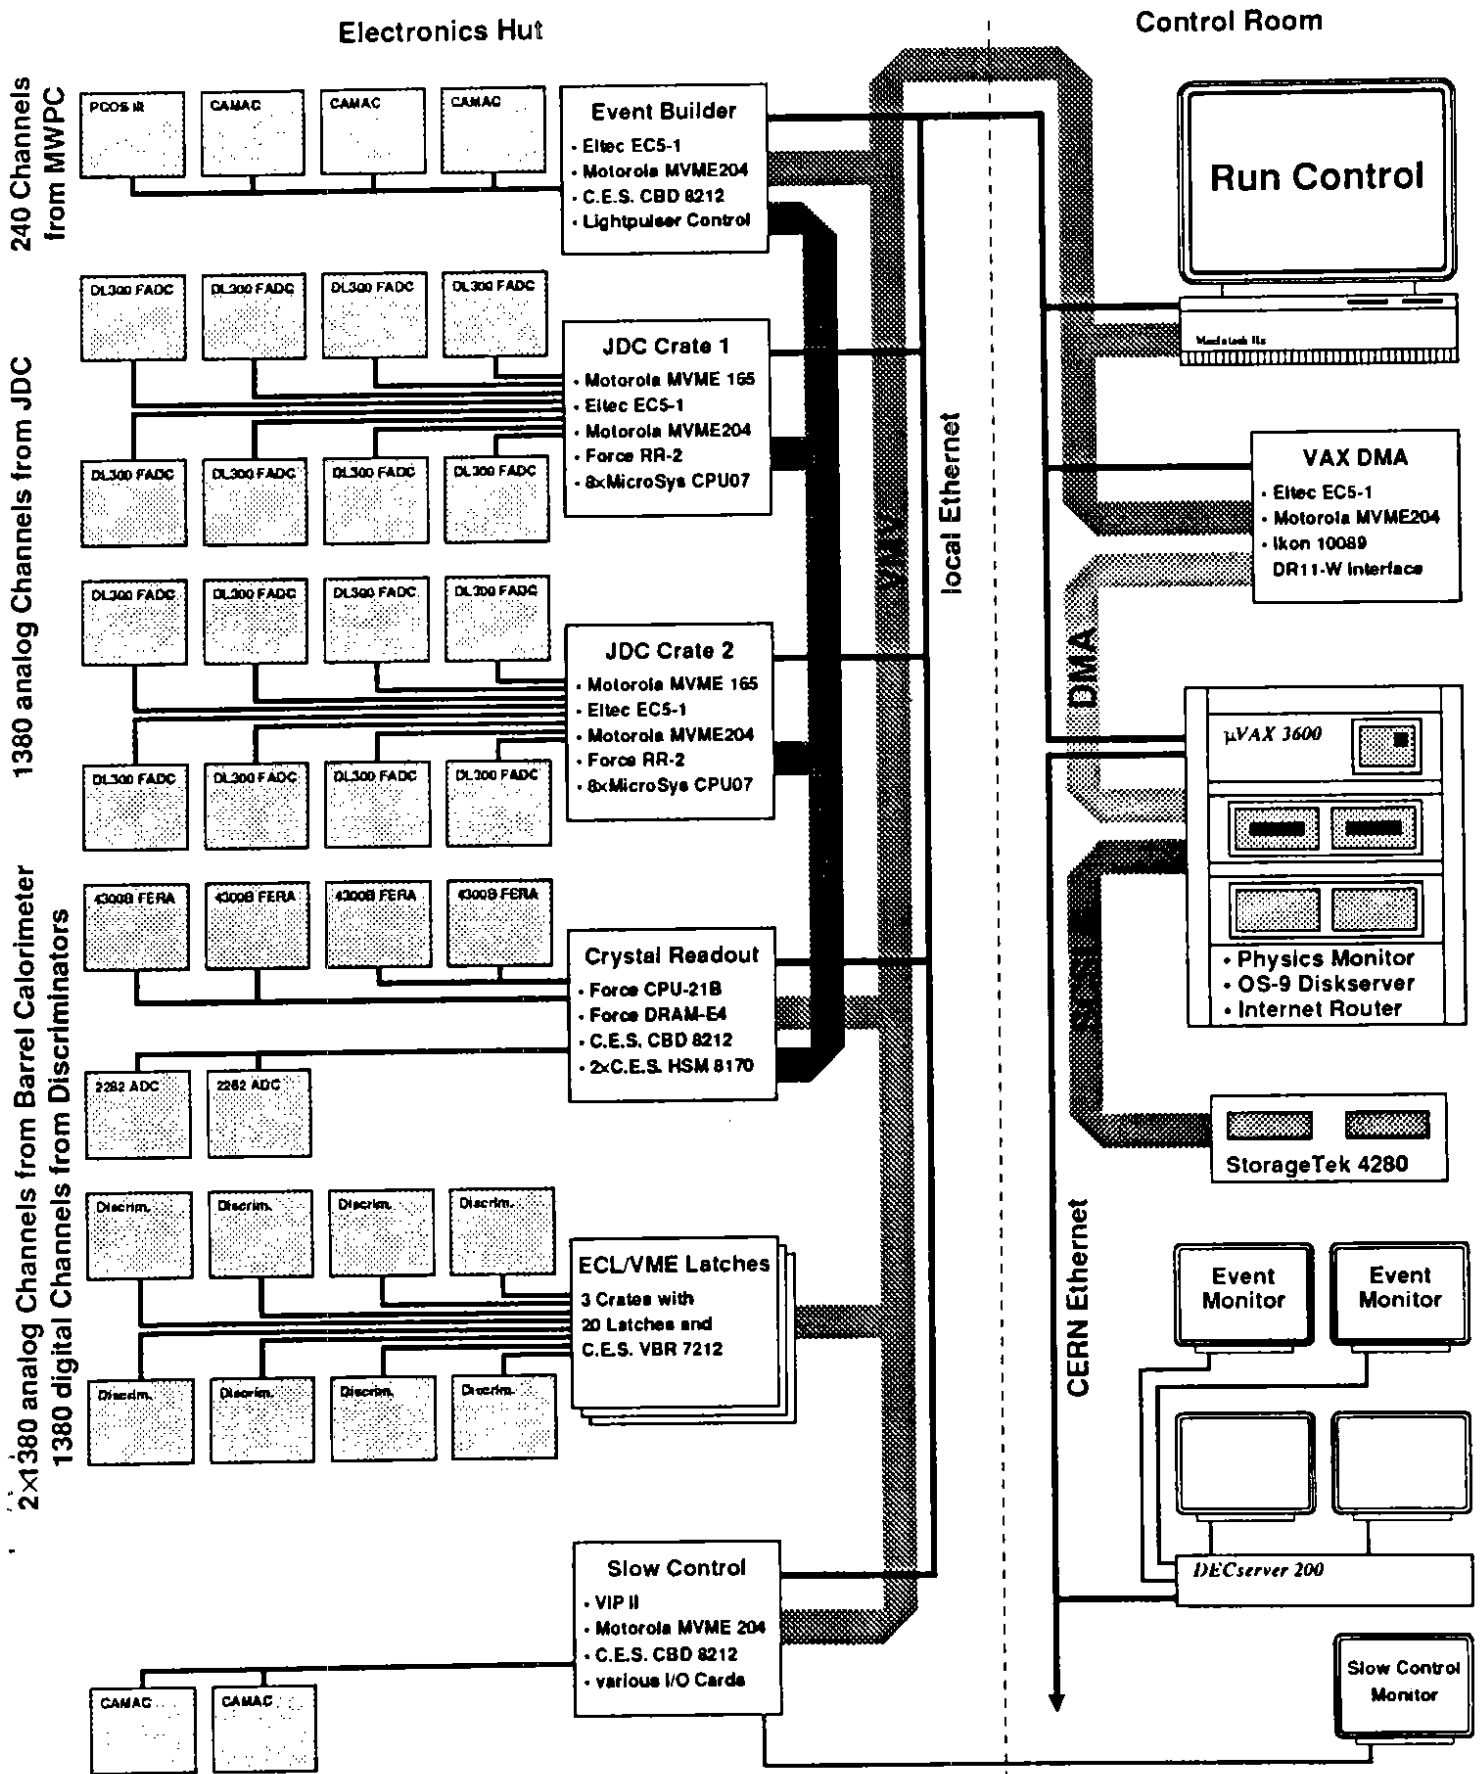 Electronics Hut
Control Room
240 Channels
from MWPC
PCOS III
CAMAC
CAMAC
CAMAC
Event Builder
· Eltec EC5-1
· Motorola MVME204
· C.E.S. CBD 8212
· Lightpulser Control
Run Control
Macintosh IIx
1380 analog Channels from JDC
DL300 FADC
DL300 FADC
DL300 FADC
DL300 FADC
JDC Crate 1
· Motorola MVME 165
· Eltec EC5-1
· Motorola MVME204
· Force RR-2
· 8xMicroSys CPU07
DL300 FADC
DL300 FADC
DL300 FADC
DL300 FADC
VMV
local Ethernet
VAX DMA
· Eltec EC5-1
· Motorola MVME204
· Ikon 10089
DR11-W Interface
DL300 FADC
DL300 FADC
DL300 FADC
DL300 FADC
JDC Crate 2
· Motorola MVME 165
· Eltec EC5-1
· Motorola MVME204
· Force RR-2
· 8xMicroSys CPU07
DL300 FADC
DL300 FADC
DL300 FADC
DL300 FADC
DMA
μVAX 3600
· Physics Monitor
· OS-9 Diskserver
· Internet Router
SCSI
StorageTek 4280
2x1380 analog Channels from Barrel Calorimeter
1380 digital Channels from Discriminators
4300B FERA
4300B FERA
4300B FERA
4300B FERA
Crystal Readout
· Force CPU-21B
· Force DRAM-E4
· C.E.S. CBD 8212
· 2xC.E.S. HSM 8170
2282 ADC
2282 ADC
Discrim.
Discrim.
Discrim.
Discrim.
ECL/VME Latches
3 Crates with
20 Latches and
C.E.S. VBR 7212
Discrim.
Discrim.
Discrim.
Discrim.
CERN Ethernet
Event
Monitor
Event
Monitor
DECserver 200
Slow Control
· VIP II
· Motorola MVME 204
· C.E.S. CBD 8212
· various I/O Cards
CAMAC
CAMAC
Slow Control
Monitor